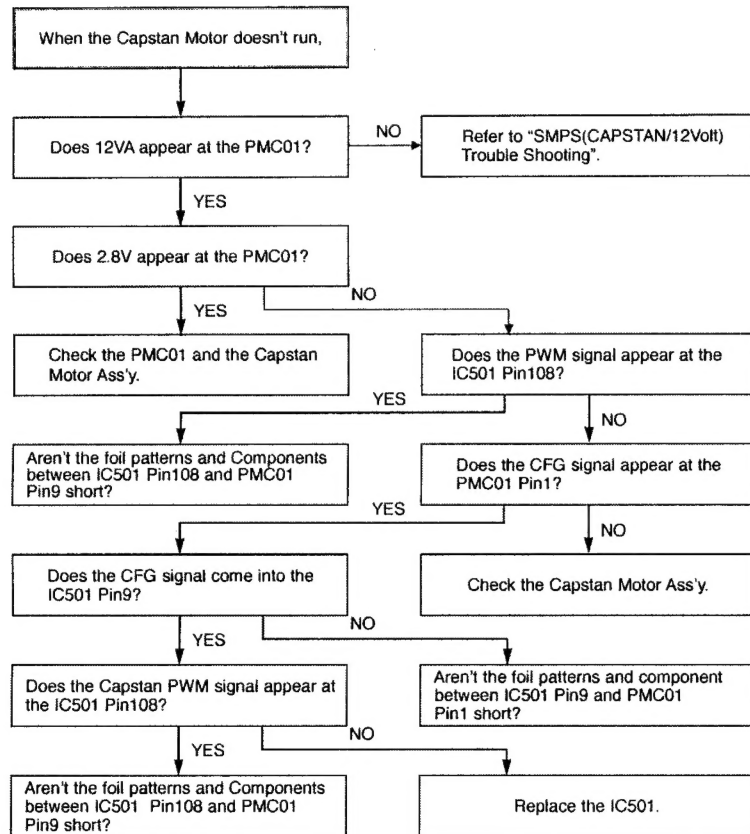 When the Capstan Motor doesn't run,
Does 12VA appear at the PMC01?
NO
Refer to "SMPS(CAPSTAN/12Volt)
Trouble Shooting".
YES
Does 2.8V appear at the PMC01?
YES
NO
Check the PMC01 and the Capstan
Motor Ass'y.
Does the PWM signal appear at the
IC501 Pin108?
YES
NO
Aren't the foil patterns and Components
between IC501 Pin108 and PMC01
Pin9 short?
Does the CFG signal appear at the
PMC01 Pin1?
YES
NO
Does the CFG signal come into the
IC501 Pin9?
Check the Capstan Motor Ass'y.
YES
NO
Does the Capstan PWM signal appear at
the IC501 Pin108?
Aren't the foil patterns and component
between IC501 Pin9 and PMC01
Pin1 short?
YES
NO
Aren't the foil patterns and Components
between IC501 Pin108 and PMC01
Pin9 short?
Replace the IC501.